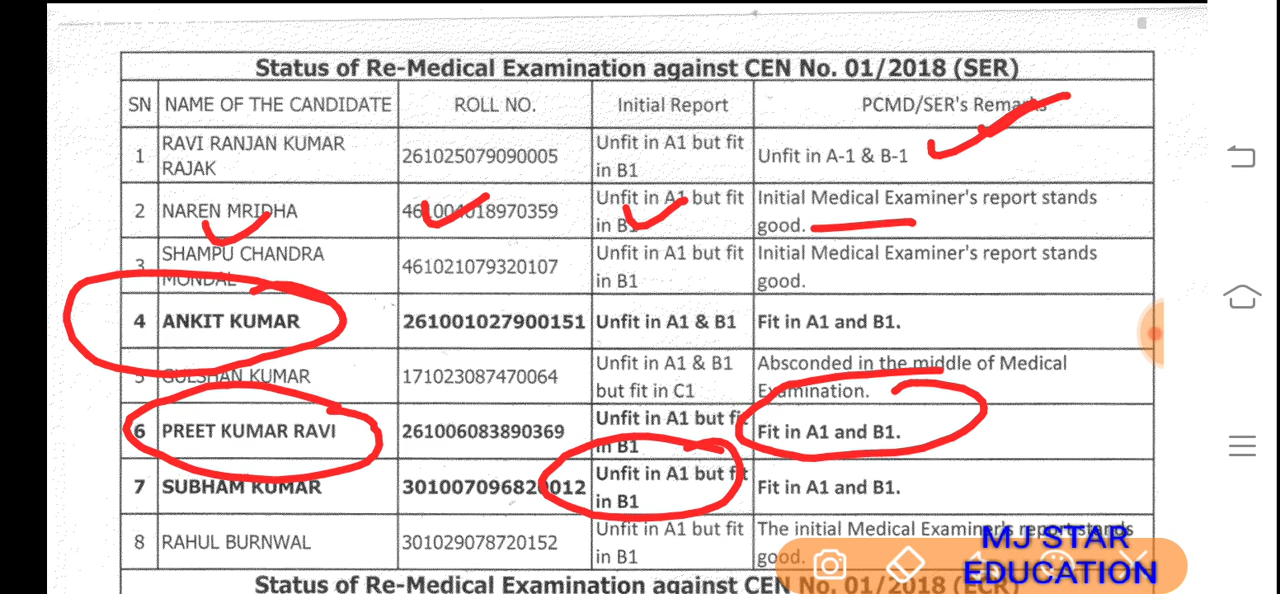 Status of Re-Medical Examination against CEN No. 01/2018 (SER)
SN NAME OF THE CANDIDATE ROLL NO. Initial Report PCMD/SER's Remarks
1 RAVI RANJAN KUMAR RAJAK 261025079090005 Unfit in A1 but fit in B1 Unfit in A-1 & B-1
2 NAREN MRIDHA 461004018970359 Unfit in A1 but fit in B1 Initial Medical Examiner's report stands good.
3 SHAMPU CHANDRA MONDAL 461021079320107 Unfit in A1 but fit in B1 Initial Medical Examiner's report stands good.
4 ANKIT KUMAR 261001027900151 Unfit in A1 & B1 Fit in A1 and B1.
5 GULSHAN KUMAR 171023087470064 Unfit in A1 & B1 but fit in C1 Absconded in the middle of Medical Examination.
6 PREET KUMAR RAVI 261006083890369 Unfit in A1 but fit in B1 Fit in A1 and B1.
7 SUBHAM KUMAR 301007096820012 Unfit in A1 but fit in B1 Fit in A1 and B1.
8 RAHUL BURNWAL 301029078720152 Unfit in A1 but fit in B1 The initial Medical Examiner's report stands good.
MJ STAR
EDUCATION
Status of Re-Medical Examination against CEN No. 01/2018 (ECR)